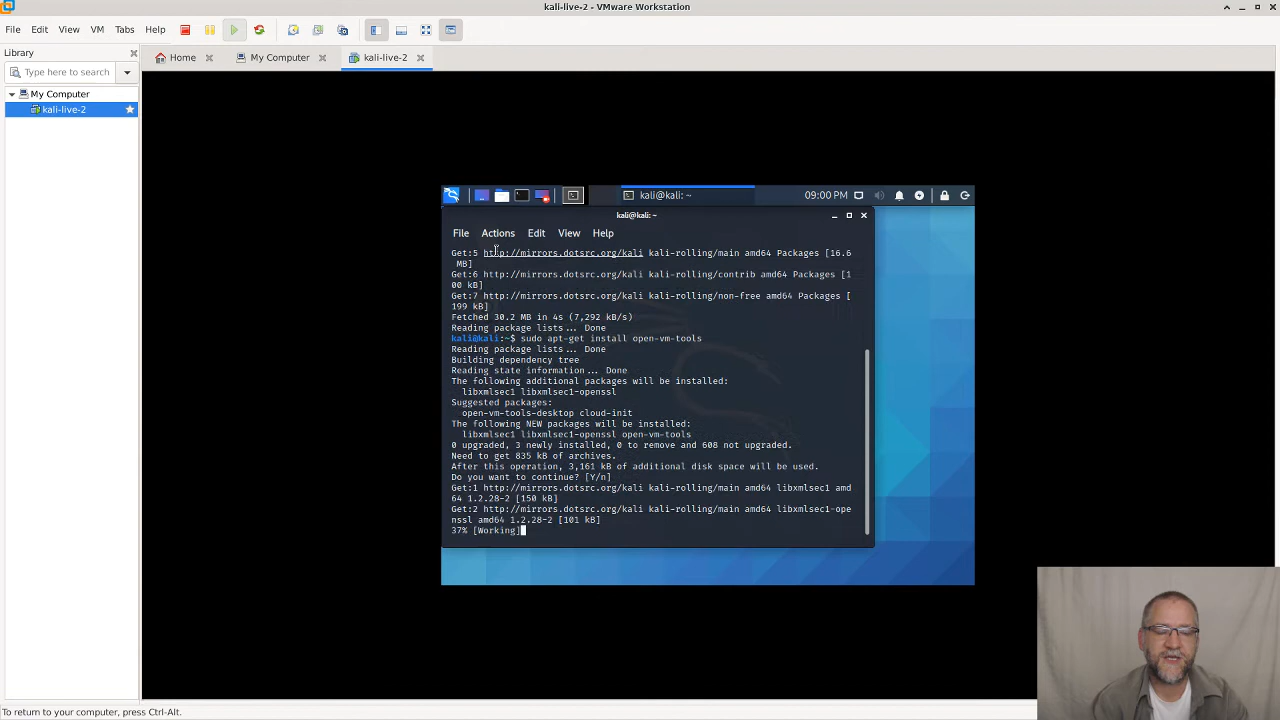 kali-live-2 - VMware Workstation
File Edit View VM Tabs Help
Library
Type here to search
My Computer
kali-live-2
Home
My Computer
kali-live-2
kali@kali: ~
09:00 PM
kali@kali: ~
File Actions Edit View Help
Get:5 http://mirrors.dotsrc.org/kali kali-rolling/main amd64 Packages [16.6
 MB]
Get:6 http://mirrors.dotsrc.org/kali kali-rolling/contrib amd64 Packages [1
00 kB]
Get:7 http://mirrors.dotsrc.org/kali kali-rolling/non-free amd64 Packages [
199 kB]
Fetched 30.2 MB in 4s (7,292 kB/s)
Reading package lists... Done
kali@kali:~$ sudo apt-get install open-vm-tools
Reading package lists... Done
Building dependency tree
Reading state information... Done
The following additional packages will be installed:
  libxmlsec1 libxmlsec1-openssl
Suggested packages:
  open-vm-tools-desktop cloud-init
The following NEW packages will be installed:
  libxmlsec1 libxmlsec1-openssl open-vm-tools
0 upgraded, 3 newly installed, 0 to remove and 608 not upgraded.
Need to get 835 kB of archives.
After this operation, 3,161 kB of additional disk space will be used.
Do you want to continue? [Y/n]
Get:1 http://mirrors.dotsrc.org/kali kali-rolling/main amd64 libxmlsec1 amd
64 1.2.28-2 [150 kB]
Get:2 http://mirrors.dotsrc.org/kali kali-rolling/main amd64 libxmlsec1-ope
nssl amd64 1.2.28-2 [101 kB]
37% [Working]
To return to your computer, press Ctrl-Alt.